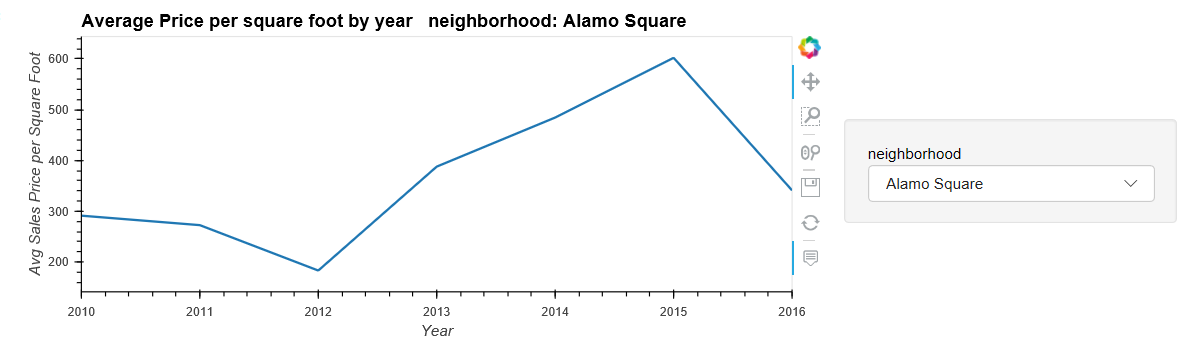 Average Price per square foot by year   neighborhood: Alamo Square
Avg Sales Price per Square Foot
600
500
400
300
200
2010 2011 2012 2013 2014 2015 2016
Year
neighborhood
Alamo Square